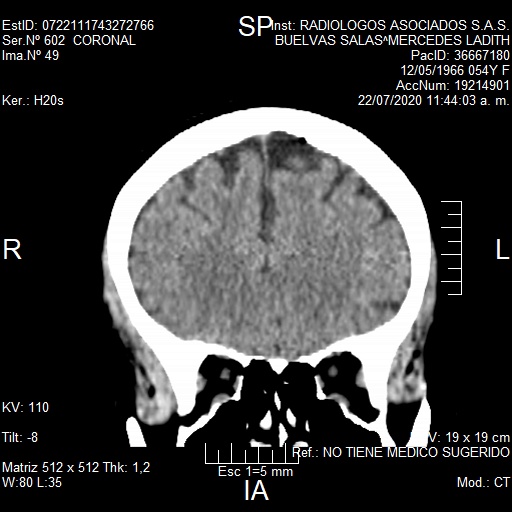 EstID: 0722111743272766
Ser.Nº 602 CORONAL
Ima.Nº 49
Ker.: H20s
SP
Inst: RADIOLOGOS ASOCIADOS S.A.S.
BUELVAS SALAS^MERCEDES LADITH
PacID: 36667180
12/05/1966 054Y F
AccNum: 19214901
22/07/2020 11:44:03 a. m.
R
L
KV: 110
Tilt: -8
Matriz 512 x 512 Thk: 1,2
W:80 L:35
Esc 1=5 mm
IA
V: 19 x 19 cm
Ref.: NO TIENE MEDICO SUGERIDO
Mod.: CT